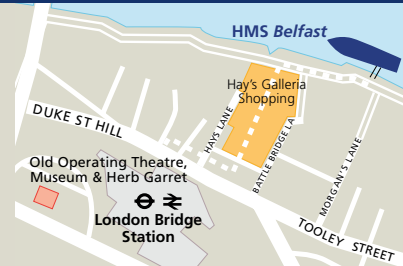 HMS Belfast
Hay's Galleria
Shopping
DUKE ST HILL
HAYS LANE
BATTLE BRIDGE LA
MORGAN'S LANE
Old Operating Theatre,
Museum & Herb Garret
London Bridge
Station
TOOLEY STREET